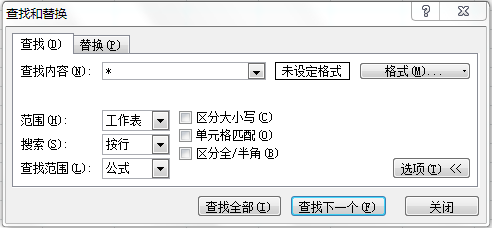 查找和替换
查找(D) 替换(P)
查找内容(N): * 未设定格式 格式(M)...
范围(H): 工作表 区分大小写(C)
搜索(S): 按行 单元格匹配(O)
查找范围(L): 公式 区分全/半角(B)
选项(T) <<
查找全部(I) 查找下一个(F) 关闭